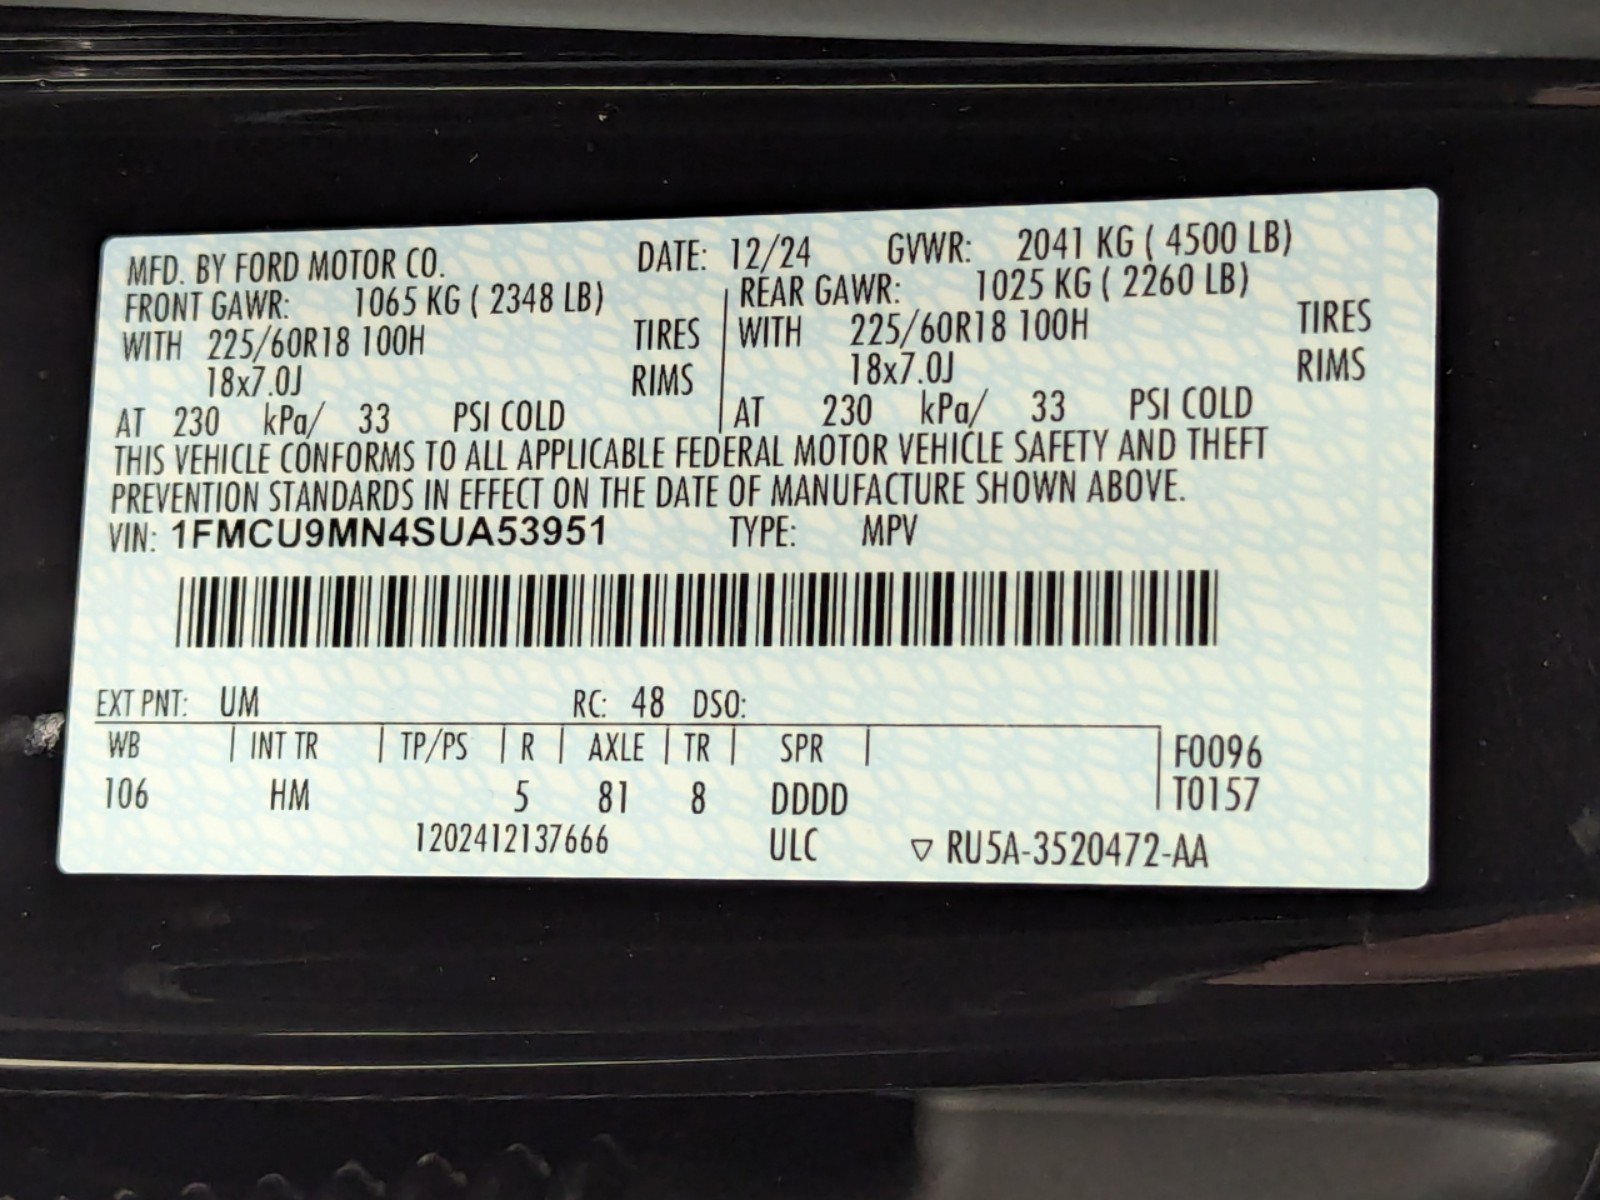 MFD. BY FORD MOTOR CO. DATE: 12/24 GVWR: 2041 KG ( 4500 LB)
FRONT GAWR: 1065 KG ( 2348 LB) REAR GAWR: 1025 KG ( 2260 LB)
WITH 225/60R18 100H TIRES WITH 225/60R18 100H TIRES
18x7.0J RIMS 18x7.0J RIMS
AT 230 kPa/ 33 PSI COLD AT 230 kPa/ 33 PSI COLD
THIS VEHICLE CONFORMS TO ALL APPLICABLE FEDERAL MOTOR VEHICLE SAFETY AND THEFT
PREVENTION STANDARDS IN EFFECT ON THE DATE OF MANUFACTURE SHOWN ABOVE.
VIN: 1FMCU9MN4SUA53951 TYPE: MPV
EXT PNT: UM RC: 48 DSO:
WB INT TR TP/PS R AXLE TR SPR F0096
106 HM 5 81 8 DDDD T0157
1202412137666 ULC ▽ RU5A-3520472-AA